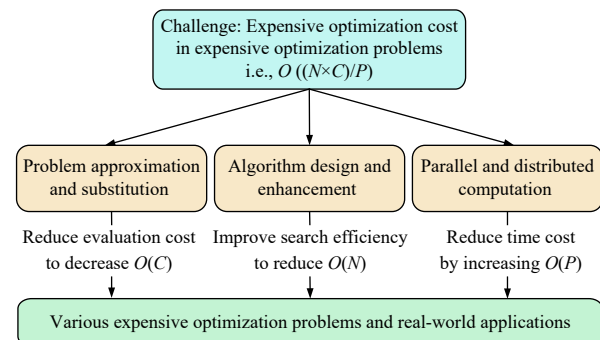 Challenge: Expensive optimization cost
in expensive optimization problems
i.e., O ((N×C)/P)
Problem approximation
and substitution
Algorithm design and
enhancement
Parallel and distributed
computation
Reduce evaluation cost
to decrease O(C)
Improve search efficiency
to reduce O(N)
Reduce time cost
by increasing O(P)
Various expensive optimization problems and real-world applications